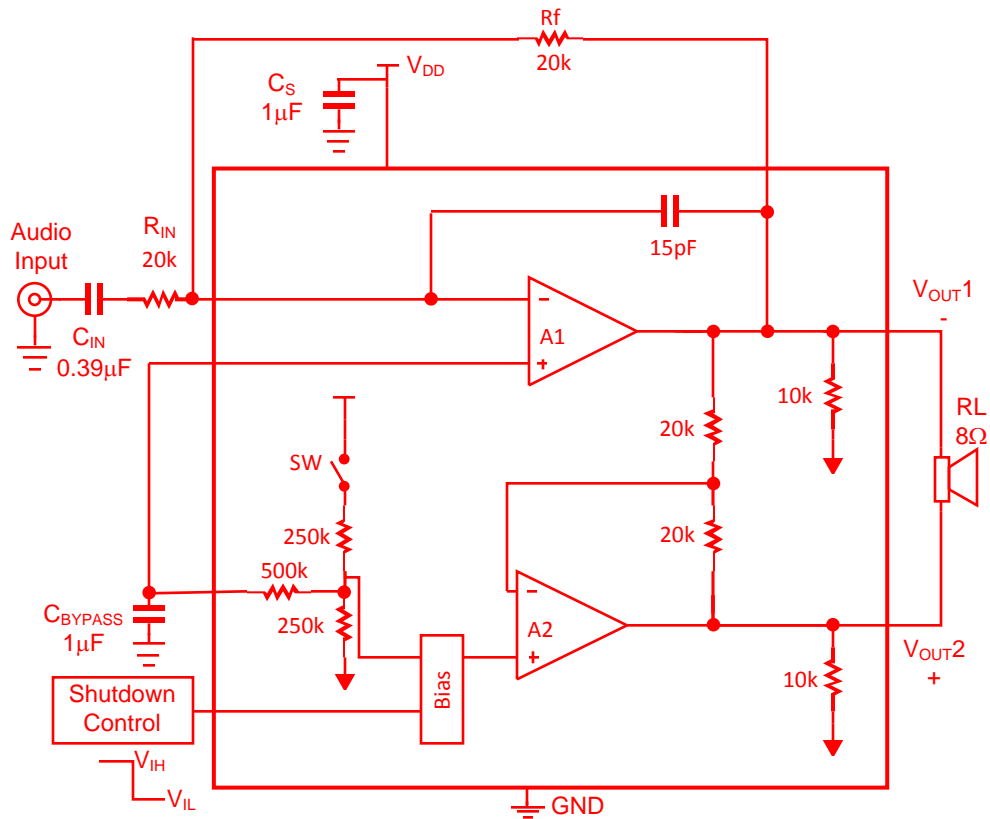 Rf
20k
V_DD
C_S
1µF
15pF
R_IN
20k
Audio
Input
C_IN
0.39µF
−
A1
+
V_OUT1
-
10k
RL
8Ω
20k
SW
20k
250k
500k
250k
C_BYPASS
1µF
−
A2
+
Bias
V_OUT2
+
10k
Shutdown
Control
V_IH
V_IL
GND